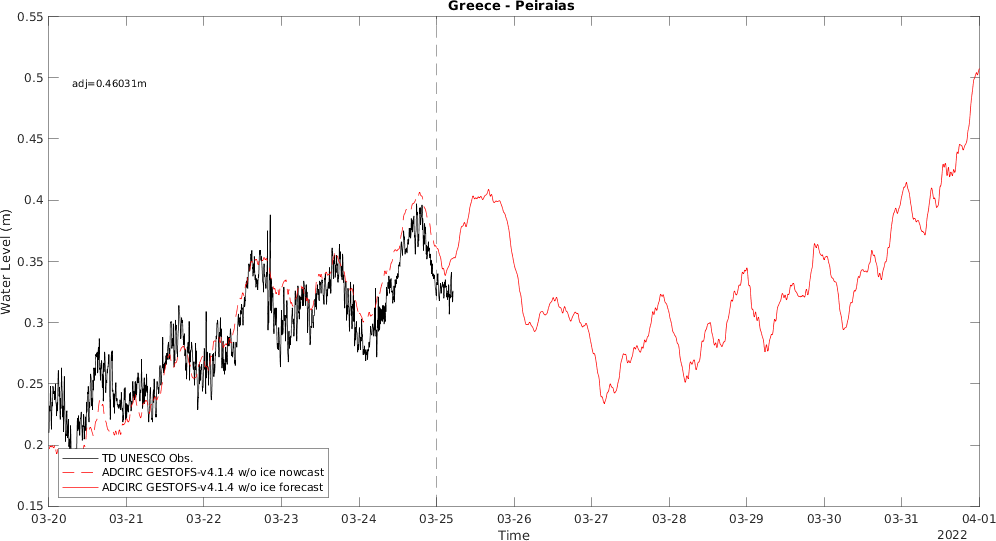 Greece - Peiraias
0.55
0.5
0.45
0.4
0.35
0.3
0.25
0.2
0.15
Water Level (m)
adj=0.46031m
TD UNESCO Obs.
ADCIRC GESTOFS-v4.1.4 w/o ice nowcast
ADCIRC GESTOFS-v4.1.4 w/o ice forecast
03-20 03-21 03-22 03-23 03-24 03-25 03-26 03-27 03-28 03-29 03-30 03-31 04-01
Time
2022